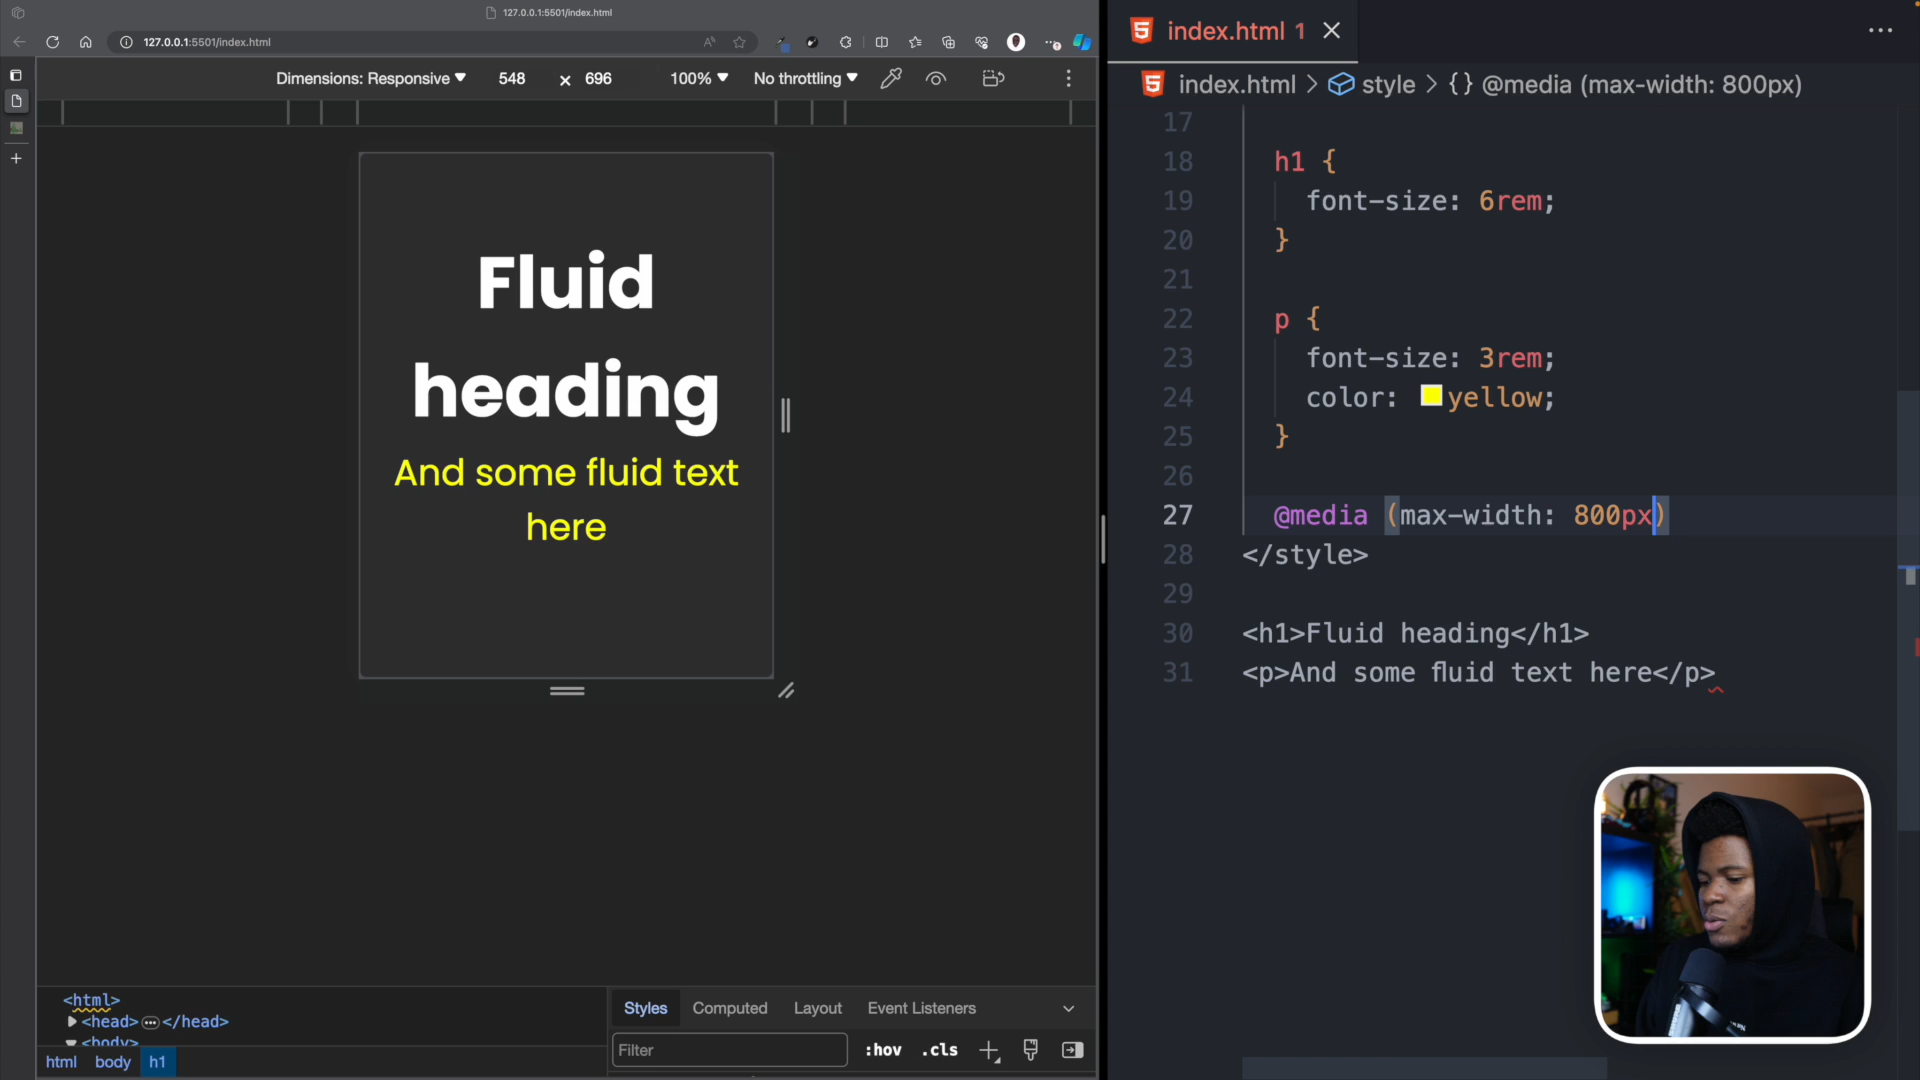 127.0.0.1:5501/index.html
127.0.0.1:5501/index.html
Dimensions: Responsive ▼ 548 × 696 100% ▼ No throttling ▼
Fluid
heading
And some fluid text
here
<html>
<head> ••• </head>
<body>
html body h1
Styles Computed Layout Event Listeners
Filter :hov .cls
index.html 1
index.html > style > {} @media (max-width: 800px)
17
18 h1 {
19 font-size: 6rem;
20 }
21
22 p {
23 font-size: 3rem;
24 color: yellow;
25 }
26
27 @media (max-width: 800px)
28 </style>
29
30 <h1>Fluid heading</h1>
31 <p>And some fluid text here</p>